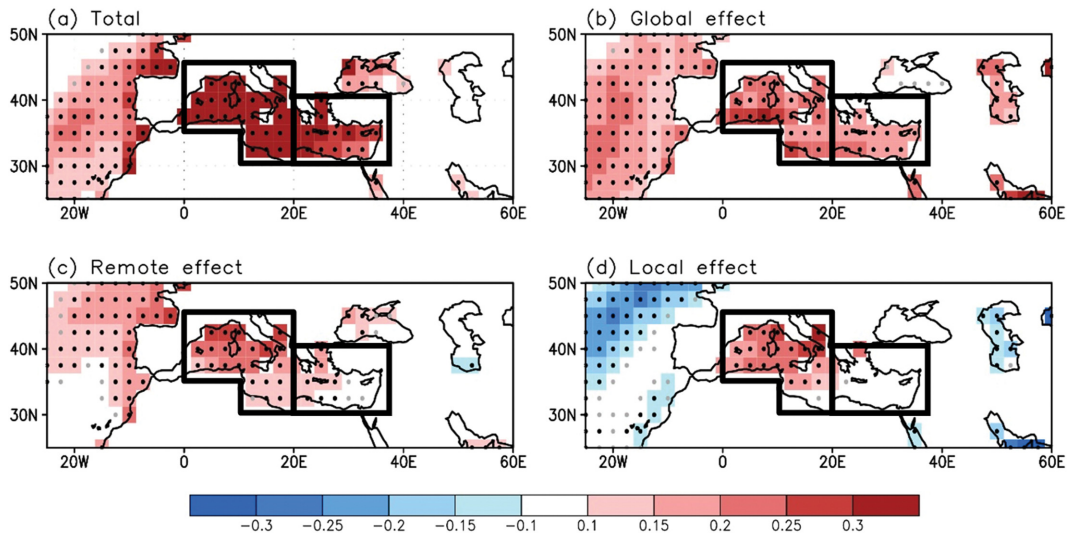 (a) Total
(b) Global effect
50N
40N
30N
20W 0 20E 40E 60E
50N
40N
30N
20W 0 20E 40E 60E
(c) Remote effect
(d) Local effect
50N
40N
30N
20W 0 20E 40E 60E
50N
40N
30N
20W 0 20E 40E 60E
−0.3 −0.25 −0.2 −0.15 −0.1 0.1 0.15 0.2 0.25 0.3